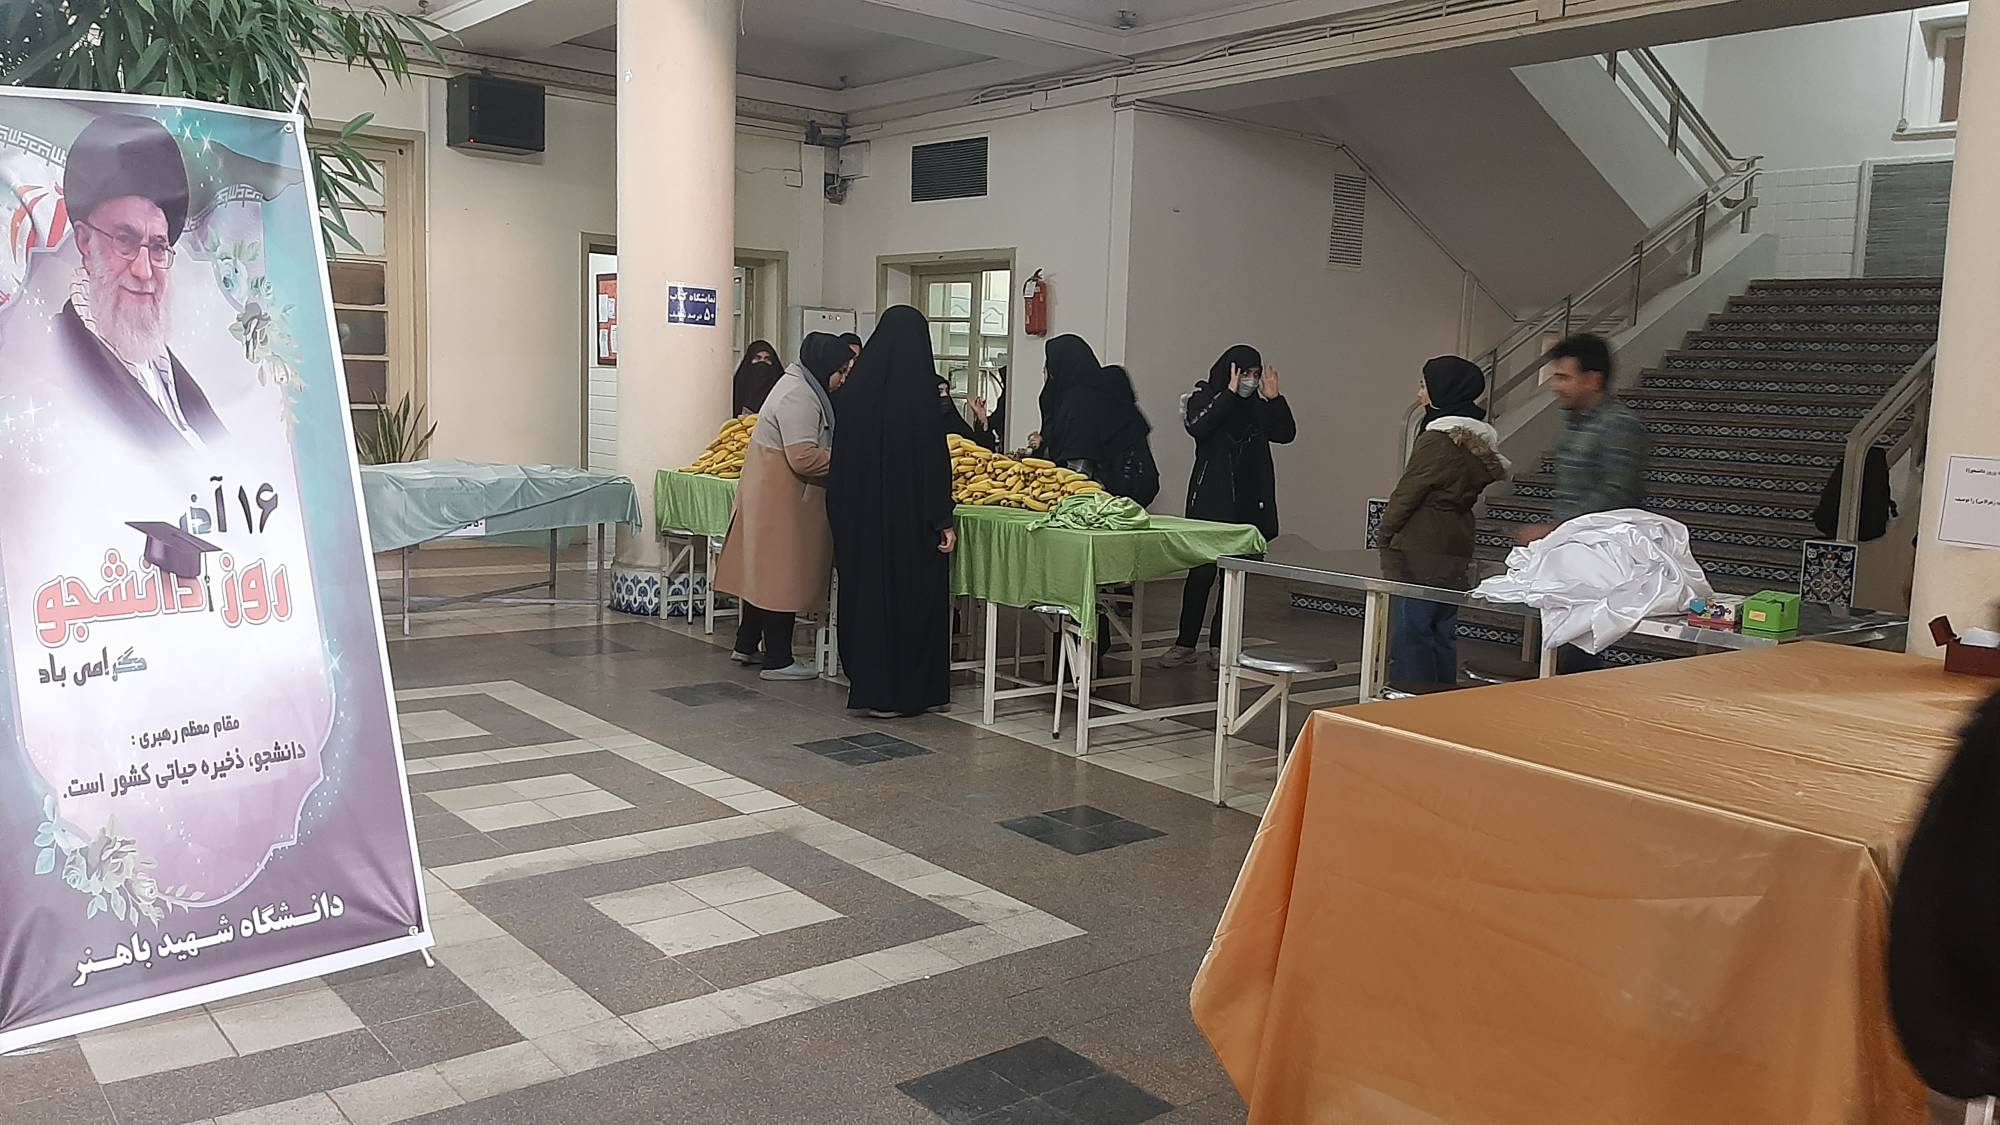 ۱۶ آذر
روز دانشجو
گرامی باد
مقام معظم رهبری :
دانشجو، ذخیره حیاتی کشور است.
دانشگاه شهید باهنر
نمایشگاه کتاب
۵۰ درصد تخفیف